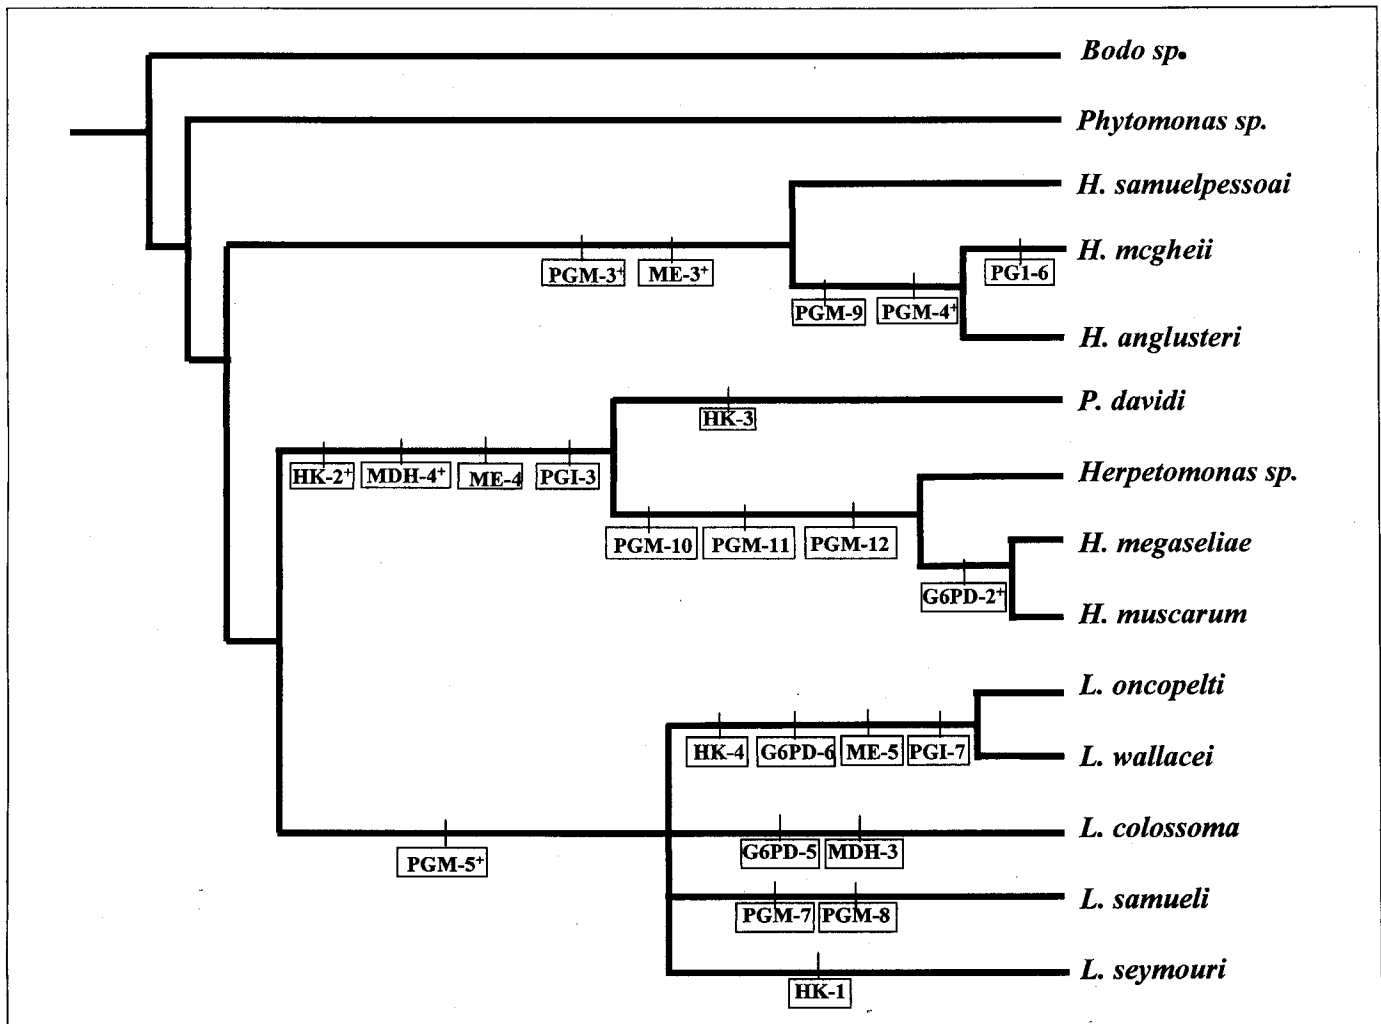 Bodo sp.
Phytomonas sp.
H. samuelpessoai
H. mcgheii
PGM-3+ ME-3+ PG1-6
PGM-9 PGM-4+
H. anglusteri
P. davidi
HK-3
HK-2+ MDH-4+ ME-4 PGI-3 Herpetomonas sp.
PGM-10 PGM-11 PGM-12 H. megaseliae
G6PD-2+
H. muscarum
L. oncopelti
HK-4 G6PD-6 ME-5 PGI-7 L. wallacei
L. colossoma
PGM-5+ G6PD-5 MDH-3
L. samueli
PGM-7 PGM-8
L. seymouri
HK-1